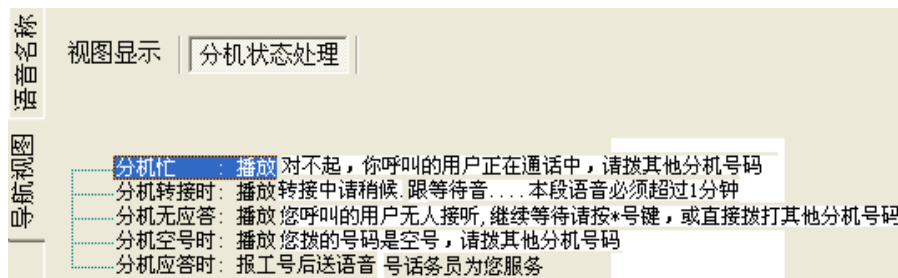 语音名称
导航视图
视图显示 分机状态处理
分机忙 : 播放 对不起，你呼叫的用户正在通话中，请拨其他分机号码
分机转接时: 播放转接中请稍候.跟等待音....本段语音必须超过1分钟
分机无应答: 播放您呼叫的用户无人接听,继续等待请按*号键，或直接拨打其他分机号码
分机空号时: 播放您拨的号码是空号，请拨其他分机号码
分机应答时: 报工号后送语音 号话务员为您服务